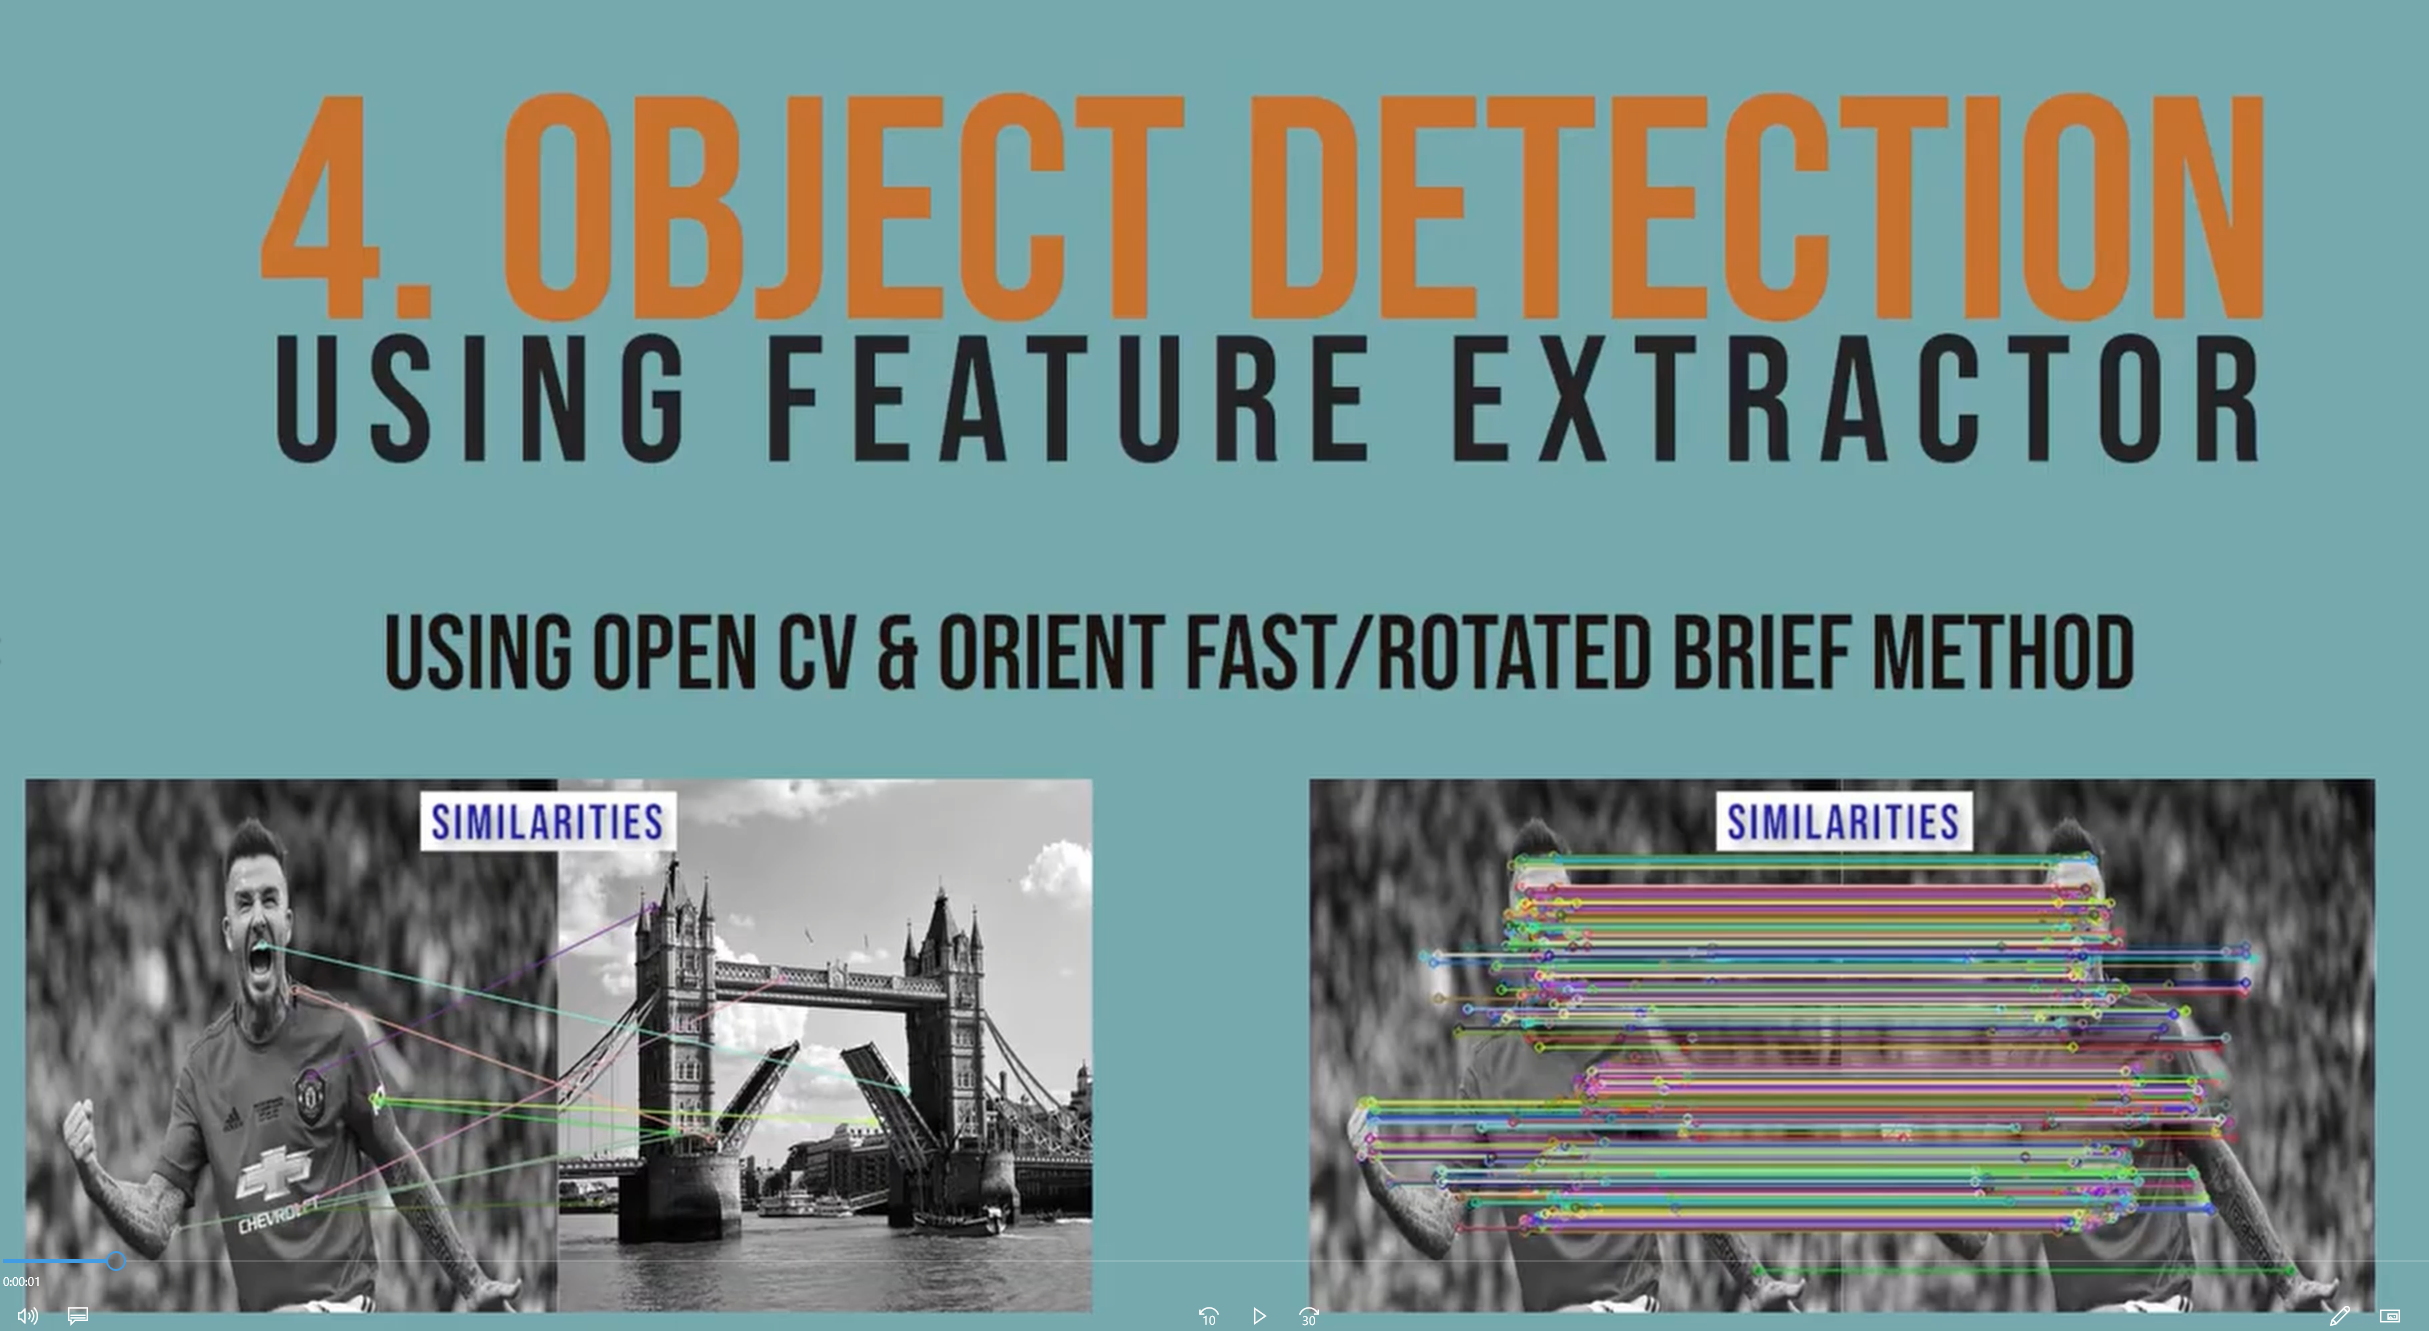 4. OBJECT DETECTION
USING FEATURE EXTRACTOR
USING OPEN CV & ORIENT FAST/ROTATED BRIEF METHOD
SIMILARITIES
SIMILARITIES
CHEVROLET
0:00:01
10
30